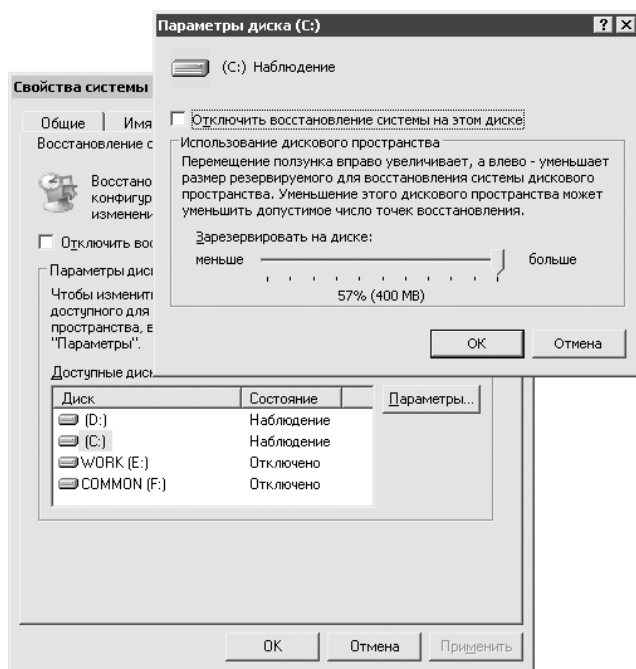 Параметры диска (C:)
(C:) Наблюдение
Отключить восстановление системы на этом диске
Использование дискового пространства
Перемещение ползунка вправо увеличивает, а влево - уменьшает
размер резервируемого для восстановления системы дискового
пространства. Уменьшение этого дискового пространства может
уменьшить допустимое число точек восстановления.
Зарезервировать на диске:
меньше больше
57% (400 MB)
OK Отмена
Свойства системы
Общие Имя
Восстановление с
Восстано
конфигур
изменени
Отключить вос
Параметры дис
Чтобы изменит
доступного для
пространства, в
"Параметры".
Доступные дис
Диск Состояние Параметры...
(D:) Наблюдение
(C:) Наблюдение
WORK (E:) Отключено
COMMON (F:) Отключено
OK Отмена Применить